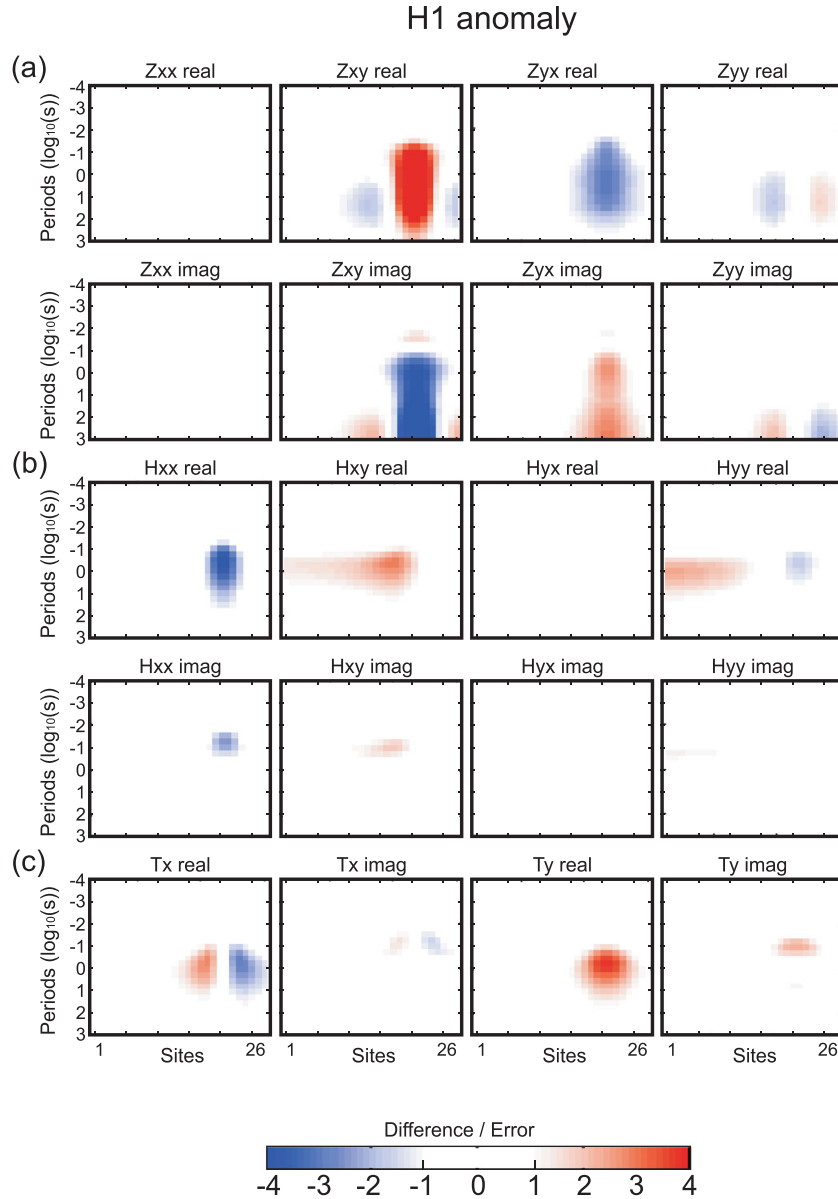 H1 anomaly
(a)
Zxx real Zxy real Zyx real Zyy real
Periods (log10(s))
-4
-3
-2
-1
0
1
2
3
Zxx imag Zxy imag Zyx imag Zyy imag
Periods (log10(s))
-4
-3
-2
-1
0
1
2
3
(b)
Hxx real Hxy real Hyx real Hyy real
Periods (log10(s))
-4
-3
-2
-1
0
1
2
3
Hxx imag Hxy imag Hyx imag Hyy imag
Periods (log10(s))
-4
-3
-2
-1
0
1
2
3
(c)
Tx real Tx imag Ty real Ty imag
Periods (log10(s))
-4
-3
-2
-1
0
1
2
3
1 Sites 26 1 Sites 26 1 Sites 26 1 Sites 26
Difference / Error
-4 -3 -2 -1 0 1 2 3 4